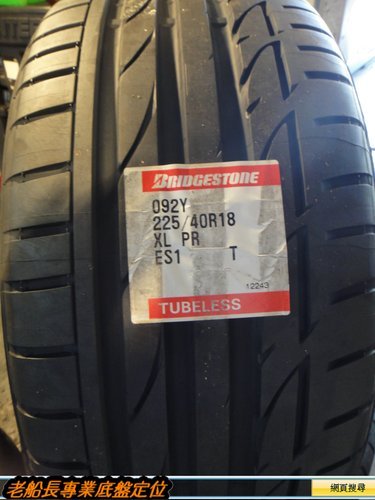 BRIDGESTONE
092Y
225/40R18
XL PR
ES1 T
12243
TUBELESS
老船長專業底盤定位
網頁搜尋